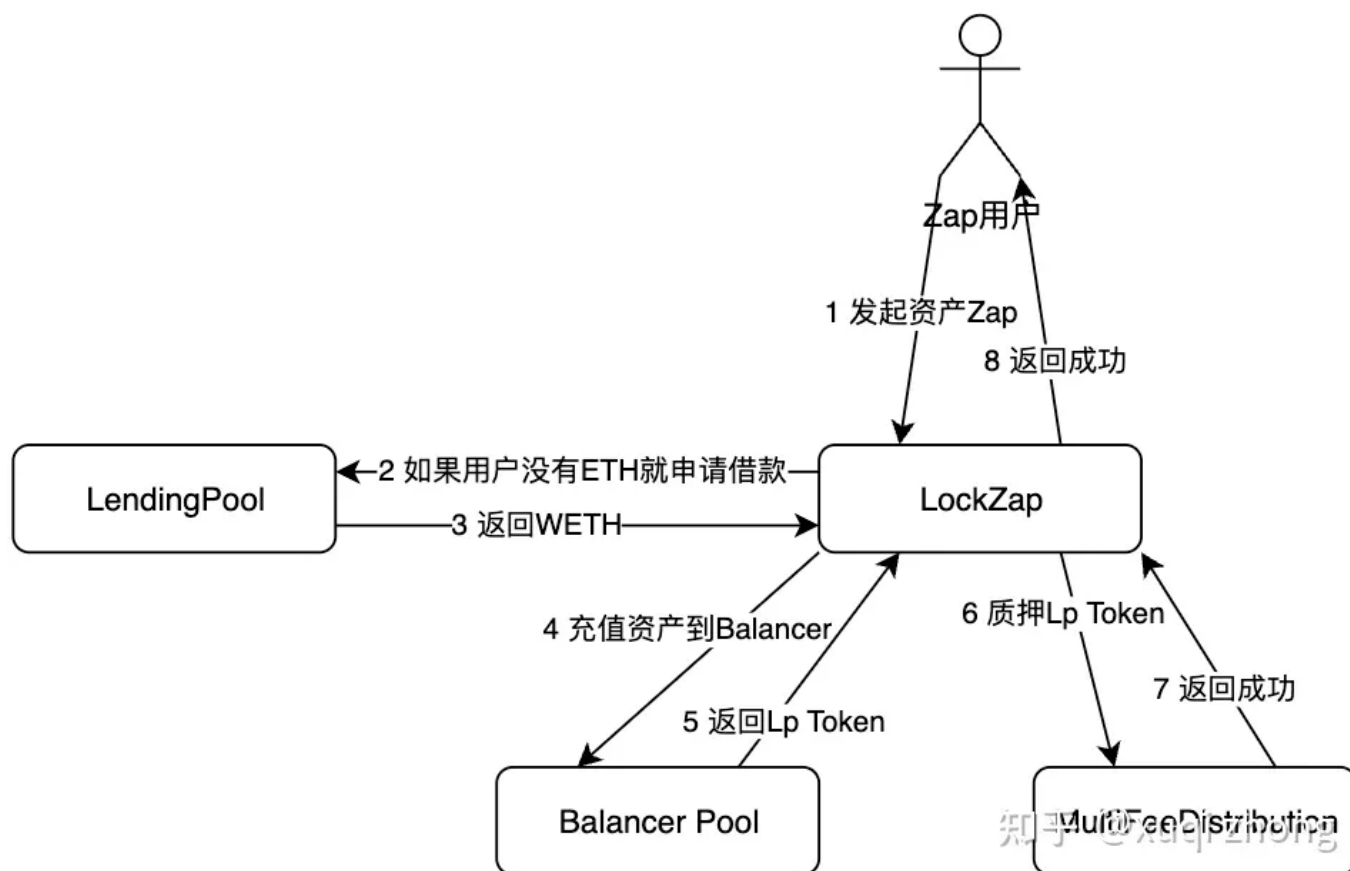 Zap用户
1 发起资产Zap
8 返回成功
2 如果用户没有ETH就申请借款
LendingPool
LockZap
3 返回WETH
4 充值资产到Balancer
6 质押Lp Token
7 返回成功
5 返回Lp Token
Balancer Pool
MultiFeeDistribution
知乎 @xuqi zhong